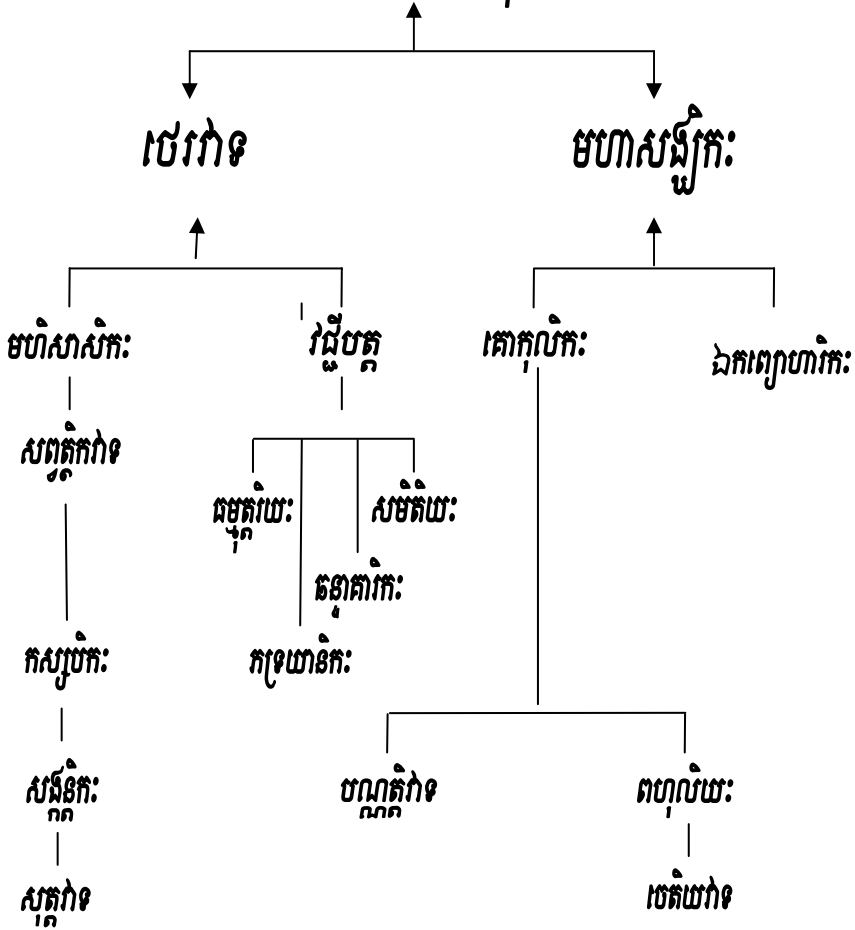 ថេរវាទ
មហាសង្ឃិកៈ
មហិសាសិកៈ
វជ្ជីបត្ត
គោកុលិកៈ
ឯកព្យោហារិកៈ
សព្វត្ថិកវាទ
ធម្មុត្តរិយៈ
សមិតិយៈ
ឆន្ទាគារិកៈ
ភទ្រយានិកៈ
កស្សបិកៈ
បណ្ណត្តិវាទ
ពហុលិយៈ
សង្កន្តិកៈ
ចេតិយវាទ
សុត្តវាទ